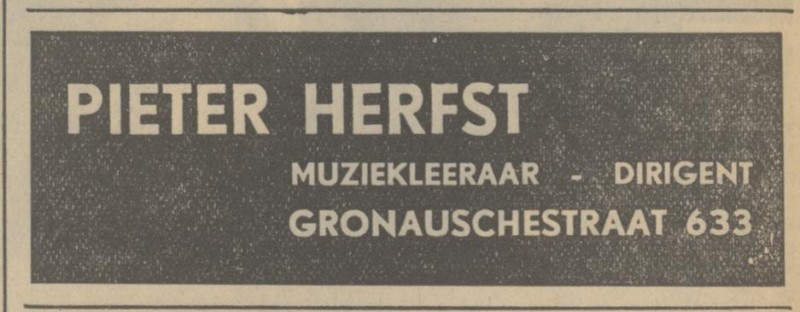 PIETER HERFST
MUZIEKLEERAAR - DIRIGENT
GRONAUSCHESTRAAT 633